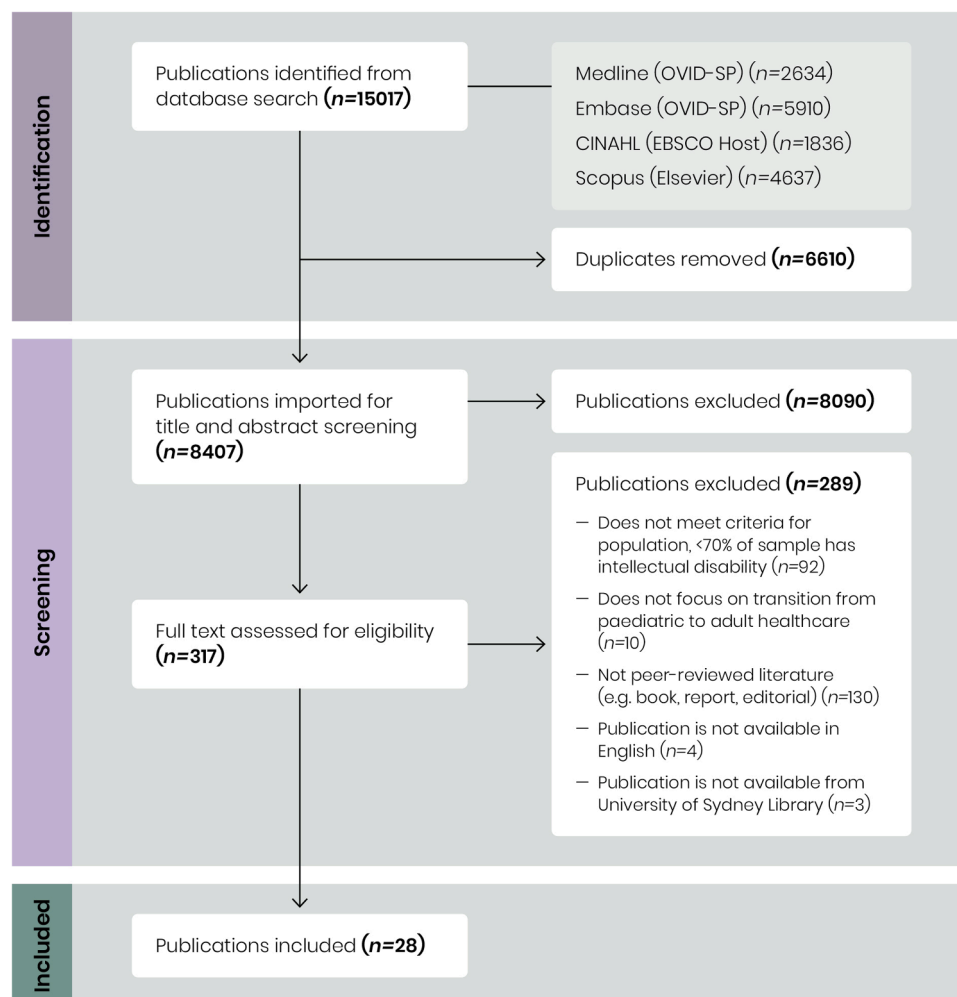 Identification
Publications identified from
database search (n=15017)
Medline (OVID-SP) (n=2634)
Embase (OVID-SP) (n=5910)
CINAHL (EBSCO Host) (n=1836)
Scopus (Elsevier) (n=4637)
Duplicates removed (n=6610)
Screening
Publications imported for
title and abstract screening
(n=8407)
Publications excluded (n=8090)
Full text assessed for eligibility
(n=317)
Publications excluded (n=289)
— Does not meet criteria for
population, <70% of sample has
intellectual disability (n=92)
— Does not focus on transition from
paediatric to adult healthcare
(n=10)
— Not peer-reviewed literature
(e.g. book, report, editorial) (n=130)
— Publication is not available in
English (n=4)
— Publication is not available from
University of Sydney Library (n=3)
Included
Publications included (n=28)